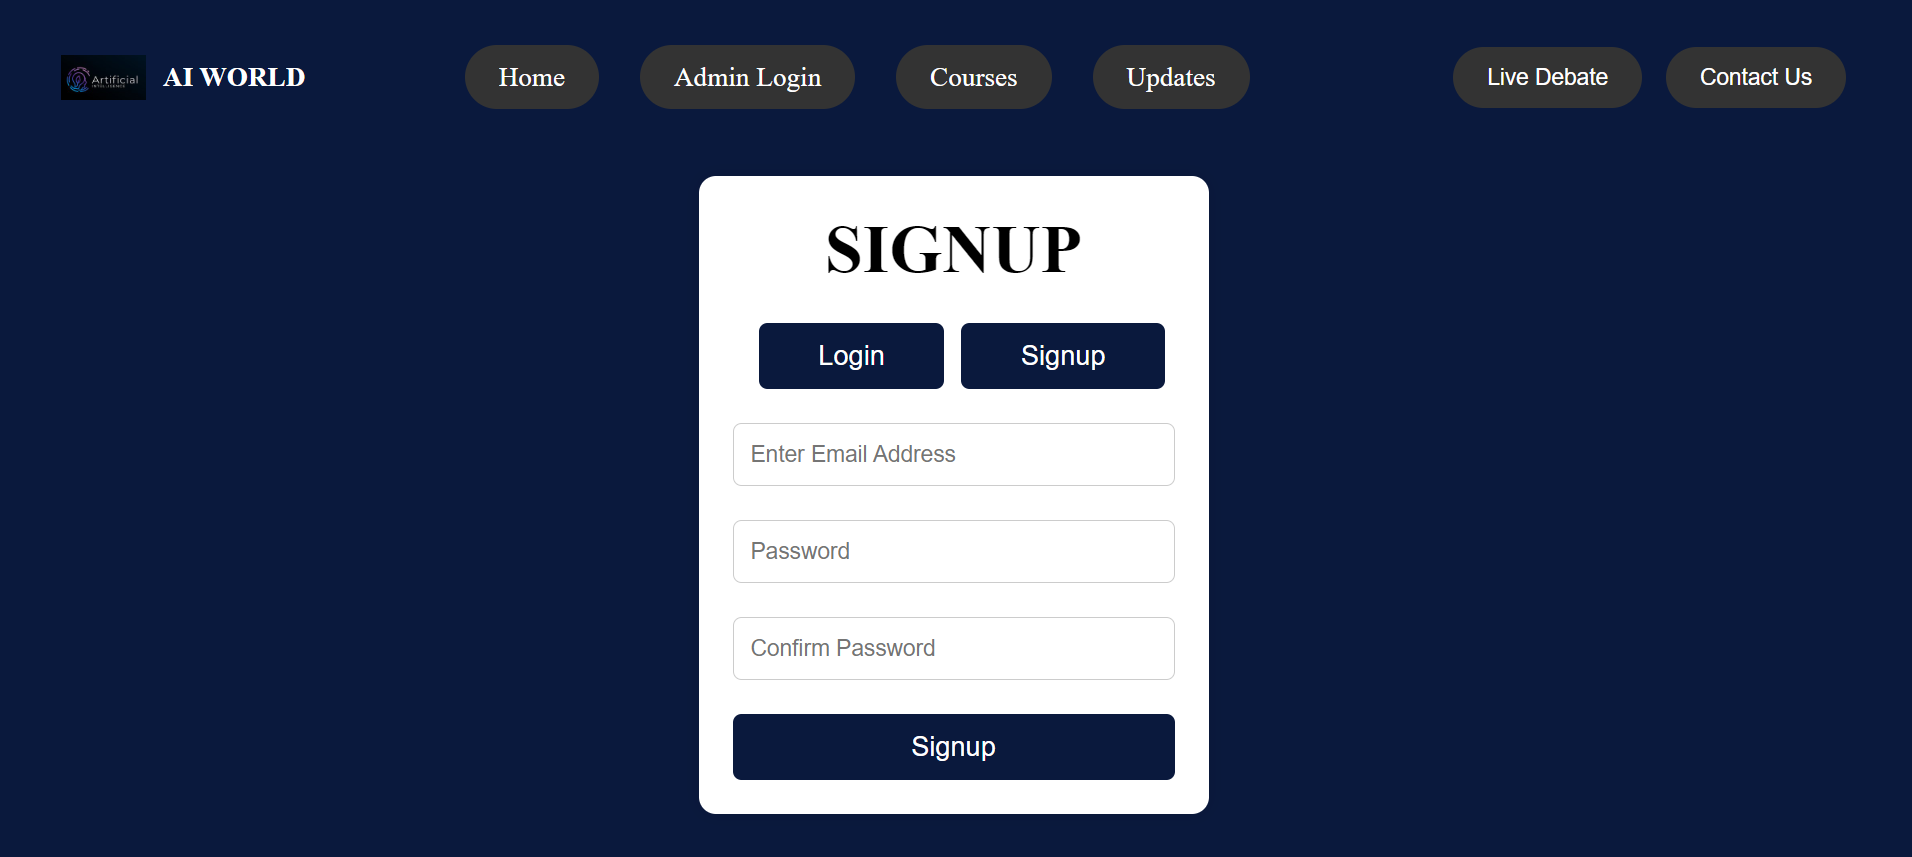 Artificial
INTELLIGENCE
AI WORLD
Home
Admin Login
Courses
Updates
Live Debate
Contact Us
SIGNUP
Login
Signup
Enter Email Address
Password
Confirm Password
Signup